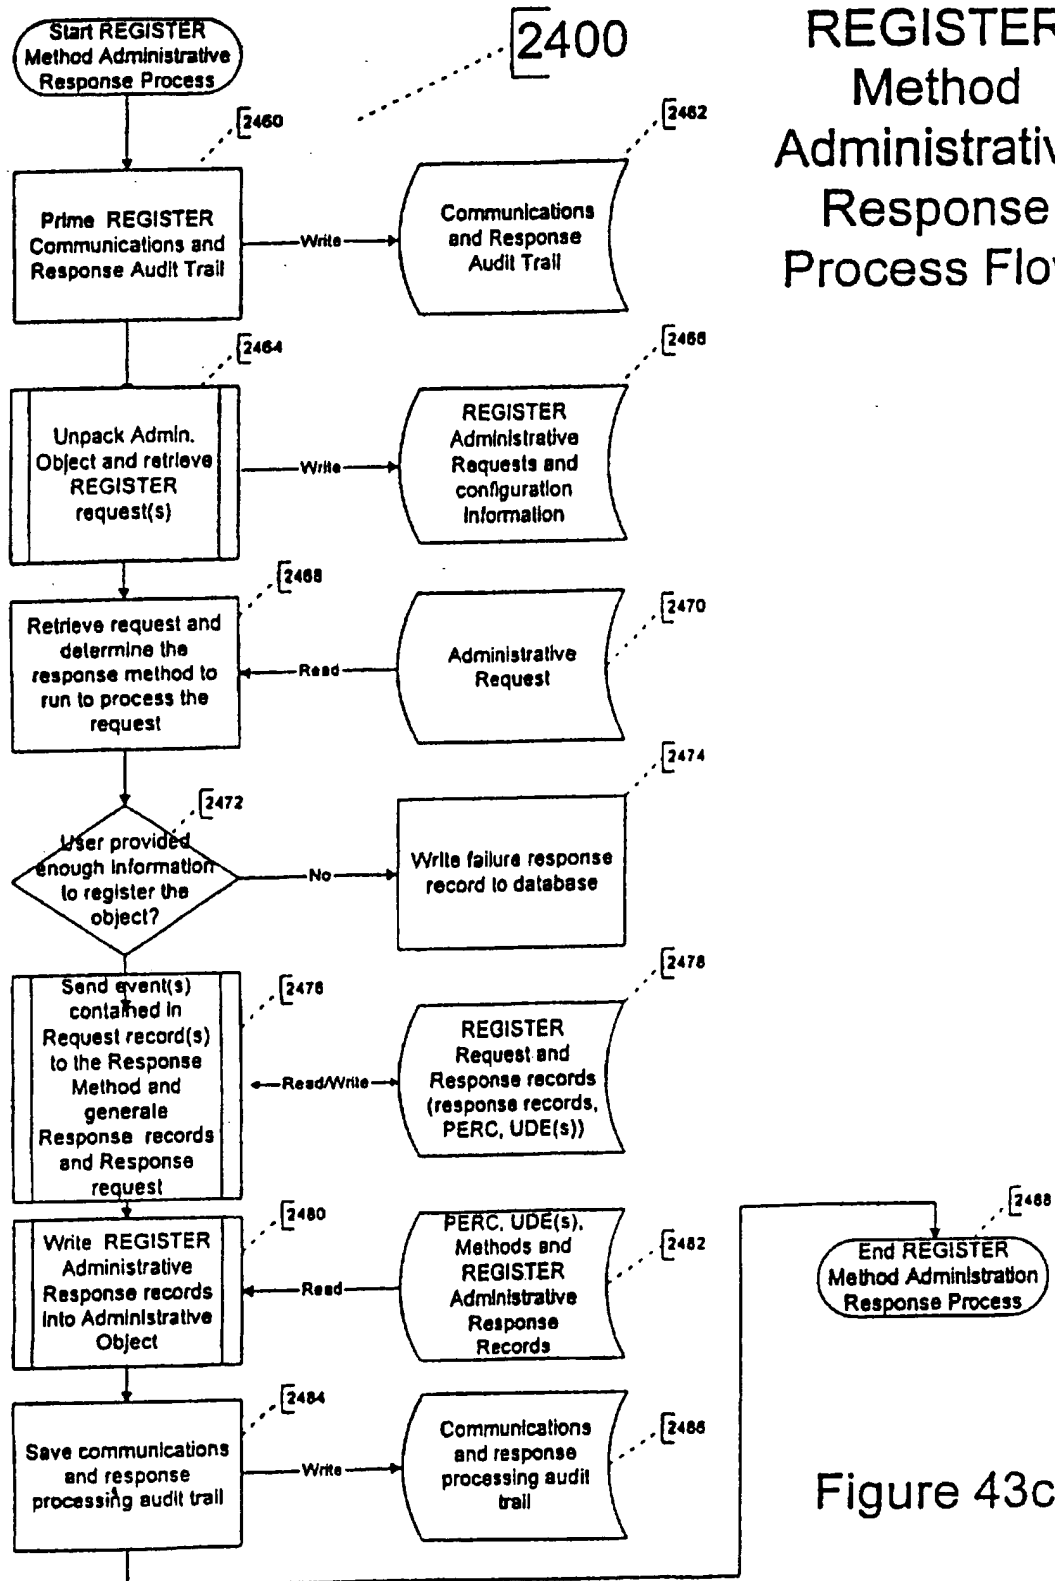 Start REGISTER
Method Administrative
Response Process
2400
REGISTER
Method
Administrativ
Response
Process Flov
2460
Prime REGISTER
Communications and
Response Audit Trail
Write
2462
Communications
and Response
Audit Trail
2464
Unpack Admin.
Object and retrieve
REGISTER
request(s)
Write
2466
REGISTER
Administrative
Requests and
configuration
Information
2468
Retrieve request and
determine the
response method to
run to process the
request
Read
2470
Administrative
Request
2472
User provided
enough information
to register the
object?
No
2474
Write failure response
record to database
2476
Send event(s)
contained in
Request record(s)
to the Response
Method and
generate
Response records
and Response
request
Read/Write
2478
REGISTER
Request and
Response records
(response records,
PERC, UDE(s))
2480
Write REGISTER
Administrative
Response records
into Administrative
Object
Read
2482
PERC, UDE(s),
Methods and
REGISTER
Administrative
Response
Records
2488
End REGISTER
Method Administration
Response Process
2484
Save communications
and response
processing audit trail
Write
2486
Communications
and response
processing audit
trail
Figure 43c